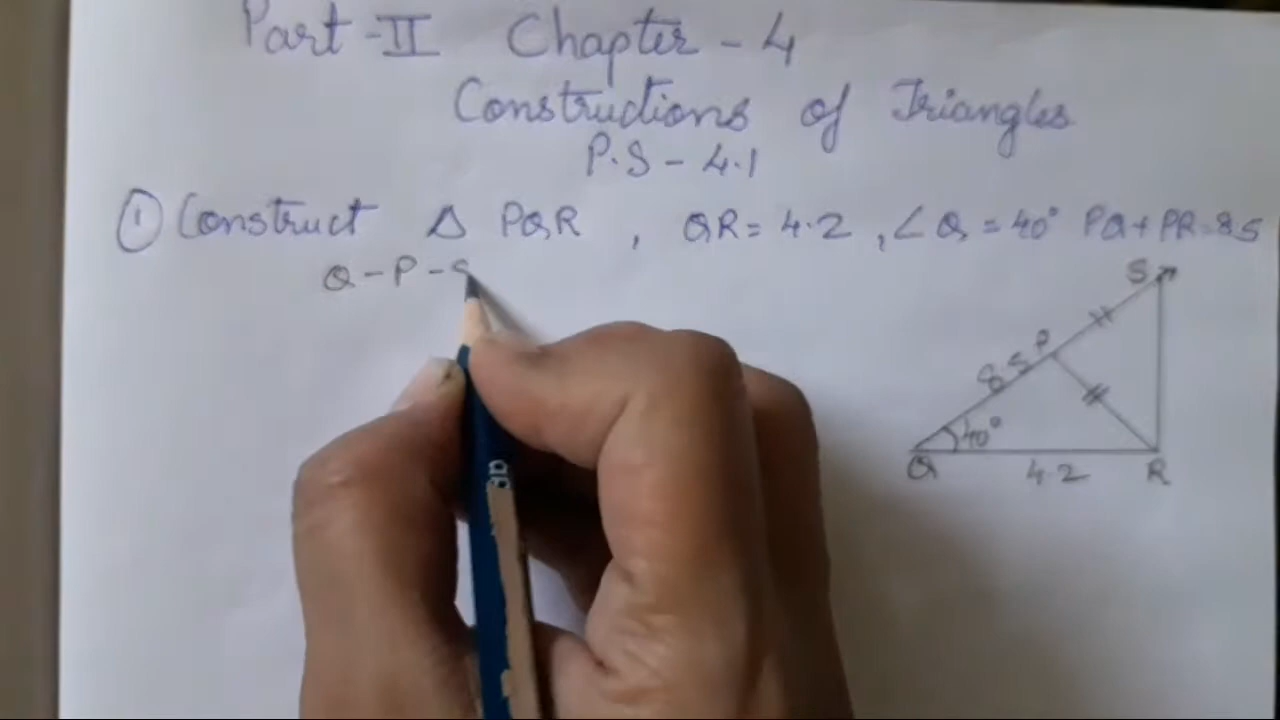 Part - II Chapter - 4
Constructions of Triangles
P.S - 4.1
① Construct Δ PQR , QR = 4.2 , ∠Q = 40° PQ + PR = 8.5
Q - P - S
S
P
8.5
40°
Q 4.2 R